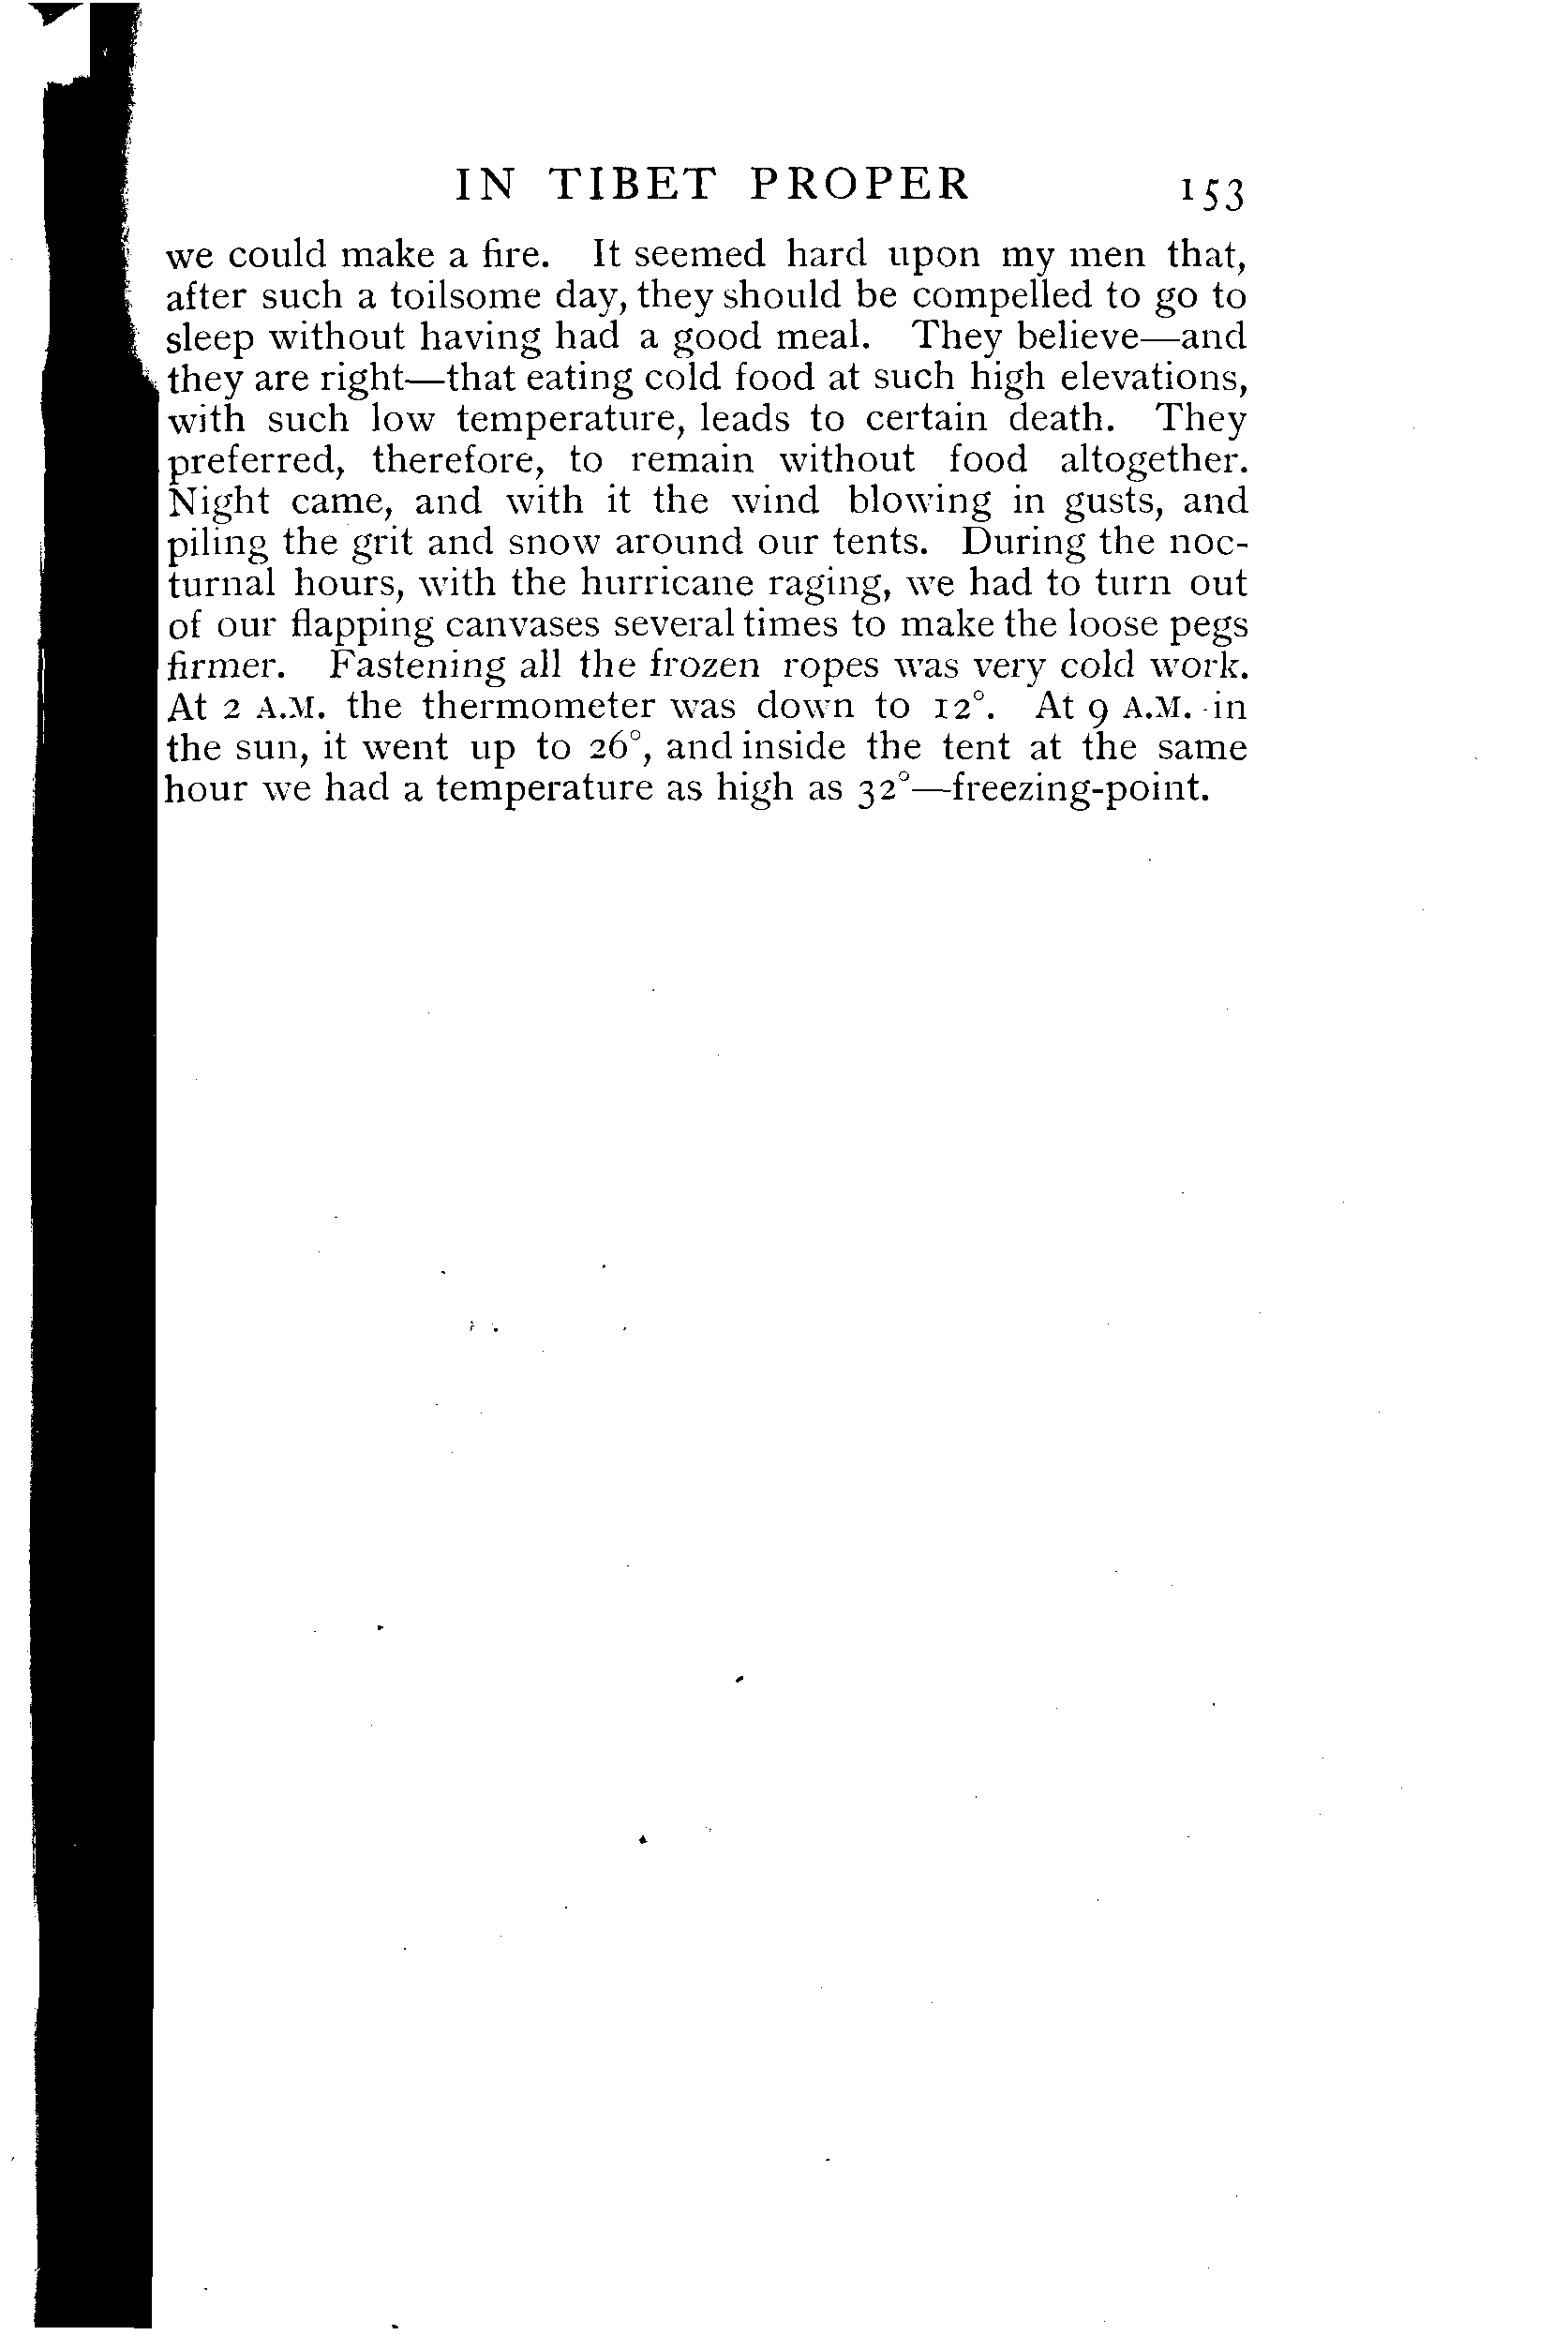 IN TIBET PROPER 153
we could make a fire. It seemed hard upon my men that,
after such a toilsome day, they should be compelled to go to
sleep without having had a good meal. They believe—and
they are right—that eating cold food at such high elevations,
with such low temperature, leads to certain death. They
preferred, therefore, to remain without food altogether.
Night came, and with it the wind blowing in gusts, and
piling the grit and snow around our tents. During the noc-
turnal hours, with the hurricane raging, we had to turn out
of our flapping canvases several times to make the loose pegs
firmer. Fastening all the frozen ropes was very cold work.
At 2 A.M. the thermometer was down to 12°. At 9 A.M. in
the sun, it went up to 26°, and inside the tent at the same
hour we had a temperature as high as 32°—freezing-point.